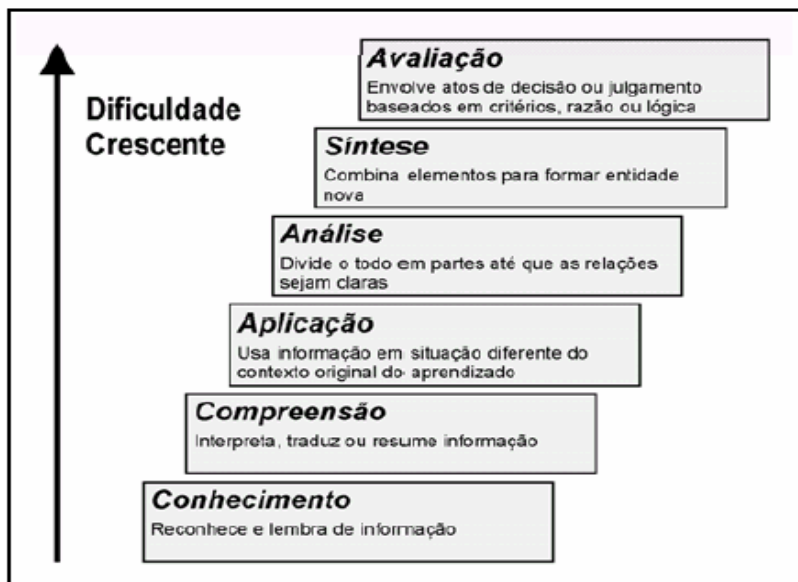 Avaliação
Envolve atos de decisão ou julgamento
baseados em critérios, razão ou lógica
Dificuldade
Crescente
Síntese
Combina elementos para formar entidade
nova
Análise
Divide o todo em partes até que as relações
sejam claras
Aplicação
Usa informação em situação diferente do
contexto original do aprendizado
Compreensão
Interpreta, traduz ou resume informação
Conhecimento
Reconhece e lembra de informação